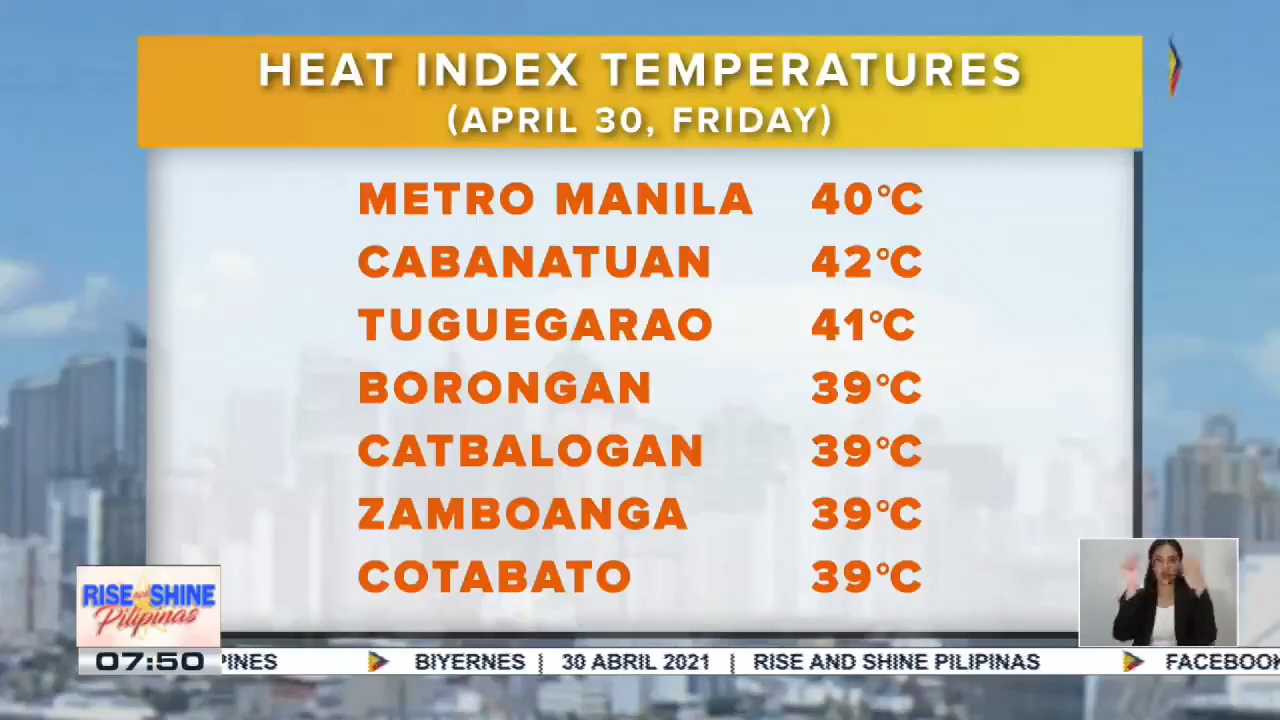 HEAT INDEX TEMPERATURES
(APRIL 30, FRIDAY)
METRO MANILA 40°C
CABANATUAN 42°C
TUGUEGARAO 41°C
BORONGAN 39°C
CATBALOGAN 39°C
ZAMBOANGA 39°C
COTABATO 39°C
RISE and SHINE
Pilipinas
07:50 PINES BIYERNES | 30 ABRIL 2021 | RISE AND SHINE PILIPINAS FACEBOOK